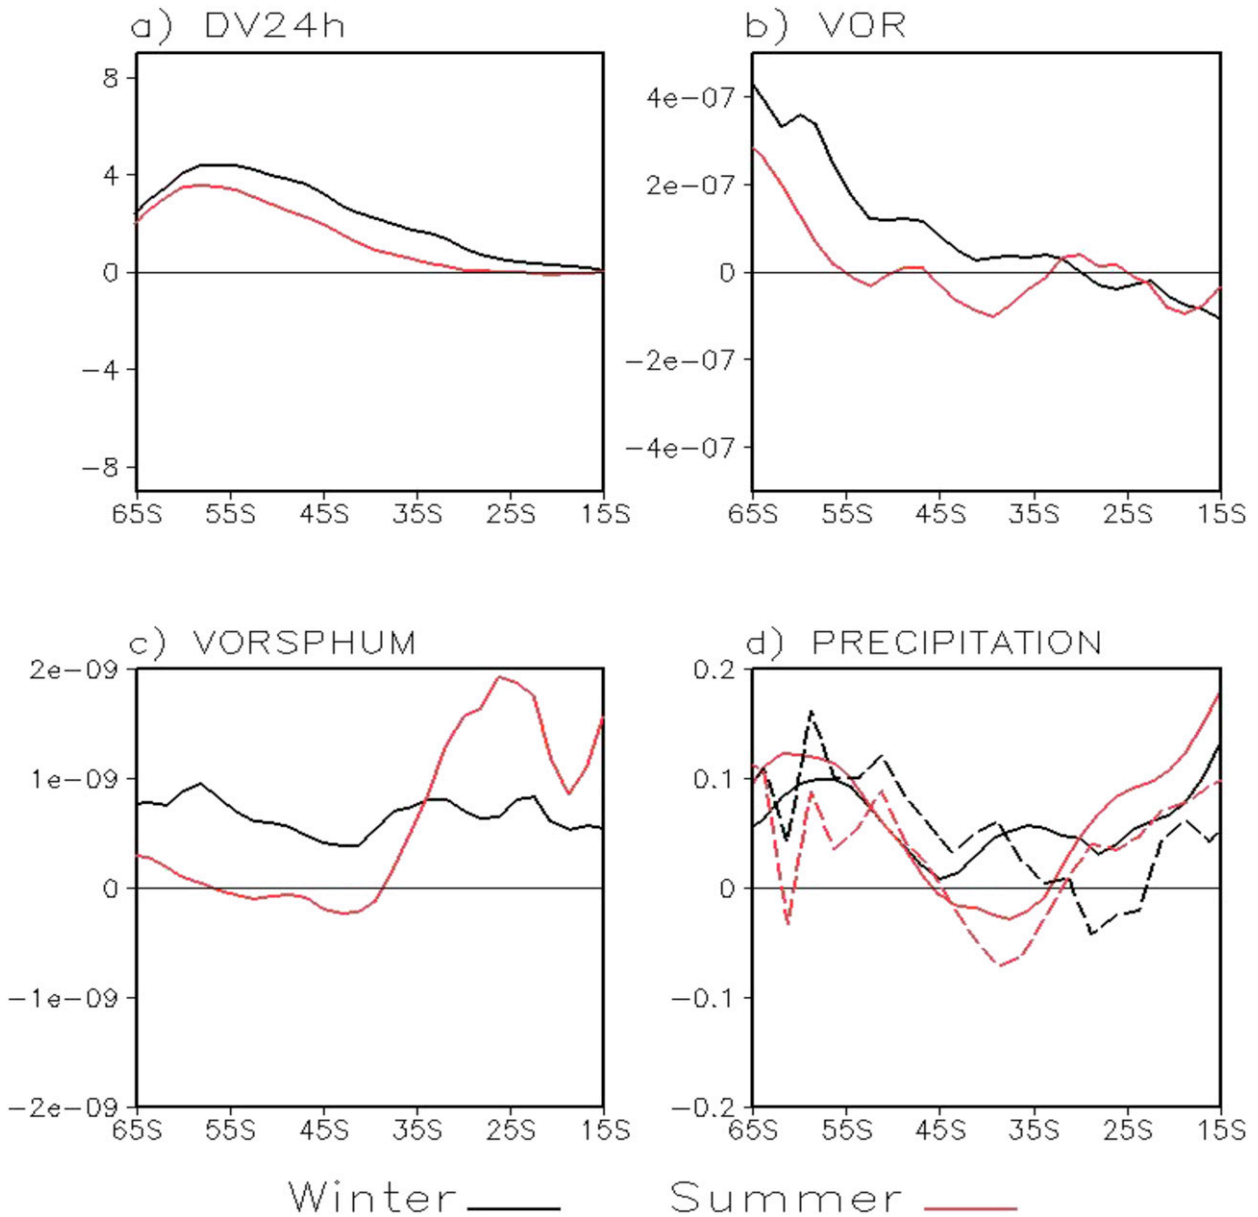 a) DV24h
b) VOR
8
4
0
−4
−8
65S 55S 45S 35S 25S 15S
4e−07
2e−07
0
−2e−07
−4e−07
65S 55S 45S 35S 25S 15S
c) VORSPHUM
d) PRECIPITATION
2e−09
1e−09
0
−1e−09
−2e−09
65S 55S 45S 35S 25S 15S
0.2
0.1
0
−0.1
−0.2
65S 55S 45S 35S 25S 15S
Winter Summer